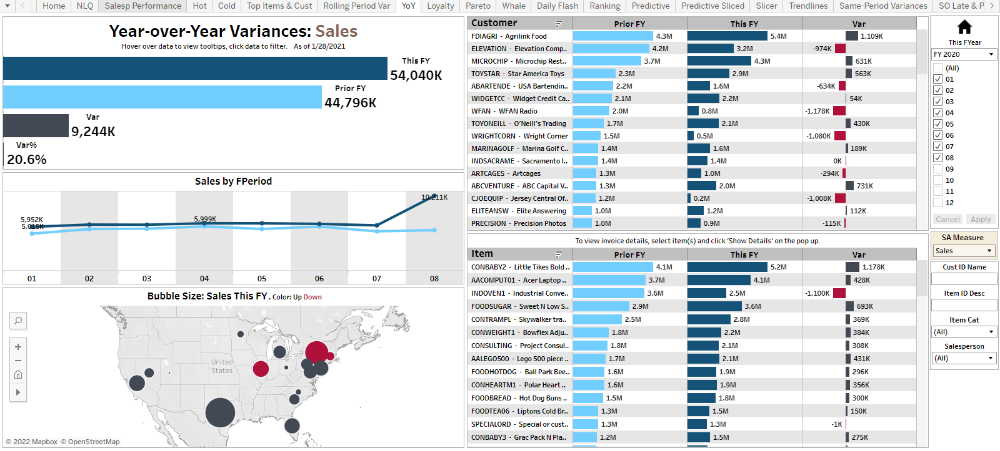 Home NLQ Salesp Performance Hot Cold Top Items & Cust Rolling Period Var YoY Loyalty Pareto Whale Daily Flash Ranking Predictive Predictive Sliced Slicer Trendlines Same-Period Variances SO Late & P
Year-over-Year Variances: Sales
Hover over data to view tooltips, click data to filter. As of 1/28/2021
This FY
54,040K
Prior FY
44,796K
Var
9,244K
Var%
20.6%
Sales by FPeriod
10,211K
5,952K
5,999K
5,015K
01 02 03 04 05 06 07 08
Bubble Size: Sales This FY , Color: Up Down
United
States
© 2022 Mapbox © OpenStreetMap
Customer Prior FY This FY Var
FDIAGRI - Agrilink Food 4.3M 5.4M 1,109K
ELEVATION - Elevation Comp.. 4.2M 3.2M -974K
MICROCHIP - Microchip Rest.. 3.7M 4.3M 631K
TOYSTAR - Star America Toys 2.3M 2.9M 563K
ABARTENDE - USA Bartendin.. 2.2M 1.6M -634K
WIDGETCC - Widget Credit Ca.. 2.1M 2.2M 54K
WFAN - WFAN Radio 2.0M 0.8M -1,178K
TOYONEILL - O'Neill's Trading 1.7M 2.1M 430K
WRIGHTCORN - Wright Corner 1.5M 0.5M -1,080K
MARINAGOLF - Marina Golf C.. 1.4M 1.6M 189K
INDSACRAME - Sacramento I.. 1.4M 1.4M 0K
ARTCAGES - Artcages 1.3M 1.0M -294K
ABCVENTURE - ABC Capital V.. 1.3M 2.0M 731K
CJOEQUIP - Jersey Central Of.. 1.2M 0.2M -1,008K
ELITEANSW - Elite Answering 1.0M 1.2M 112K
PRECISION - Precision Photos 1.0M 0.9M -115K
To view invoice details, select item(s) and click 'Show Details' on the pop up.
Item Prior FY This FY Var
CONBABY2 - Little Tikes Bold .. 4.1M 5.2M 1,178K
AACOMPUT01 - Acer Laptop .. 3.7M 4.1M 428K
INDOVEN1 - Industrial Conve.. 3.6M 2.5M -1,100K
FOODSUGAR - Sweet N Low S.. 2.9M 3.6M 693K
CONTRAMPL - Skywalker tra.. 2.5M 2.8M 369K
CONWEIGHT1 - Bowflex Adju.. 1.8M 2.2M 384K
CONSULTING - Project Consul.. 1.8M 2.1M 308K
AALEGO500 - Lego 500 piece .. 1.7M 2.1M 431K
FOODHOTDOG - Ball Park Bee.. 1.6M 1.9M 296K
CONHEARTM1 - Polar Heart .. 1.6M 1.9M 356K
FOODBREAD - Hot Dog Buns .. 1.5M 1.8M 300K
FOODTEA06 - Liptons Cold Br.. 1.3M 1.5M 150K
SPECIALORD - Special or cust.. 1.3M 1.3M -1K
CONBABY3 - Grac Pack N Pla.. 1.2M 1.5M 275K
This FYear
FY 2020
(All)
01
02
03
04
05
06
07
08
09
10
11
12
Cancel Apply
SA Measure
Sales
Cust ID Name
Item ID Desc
Item Cat
(All)
Salesperson
(All)